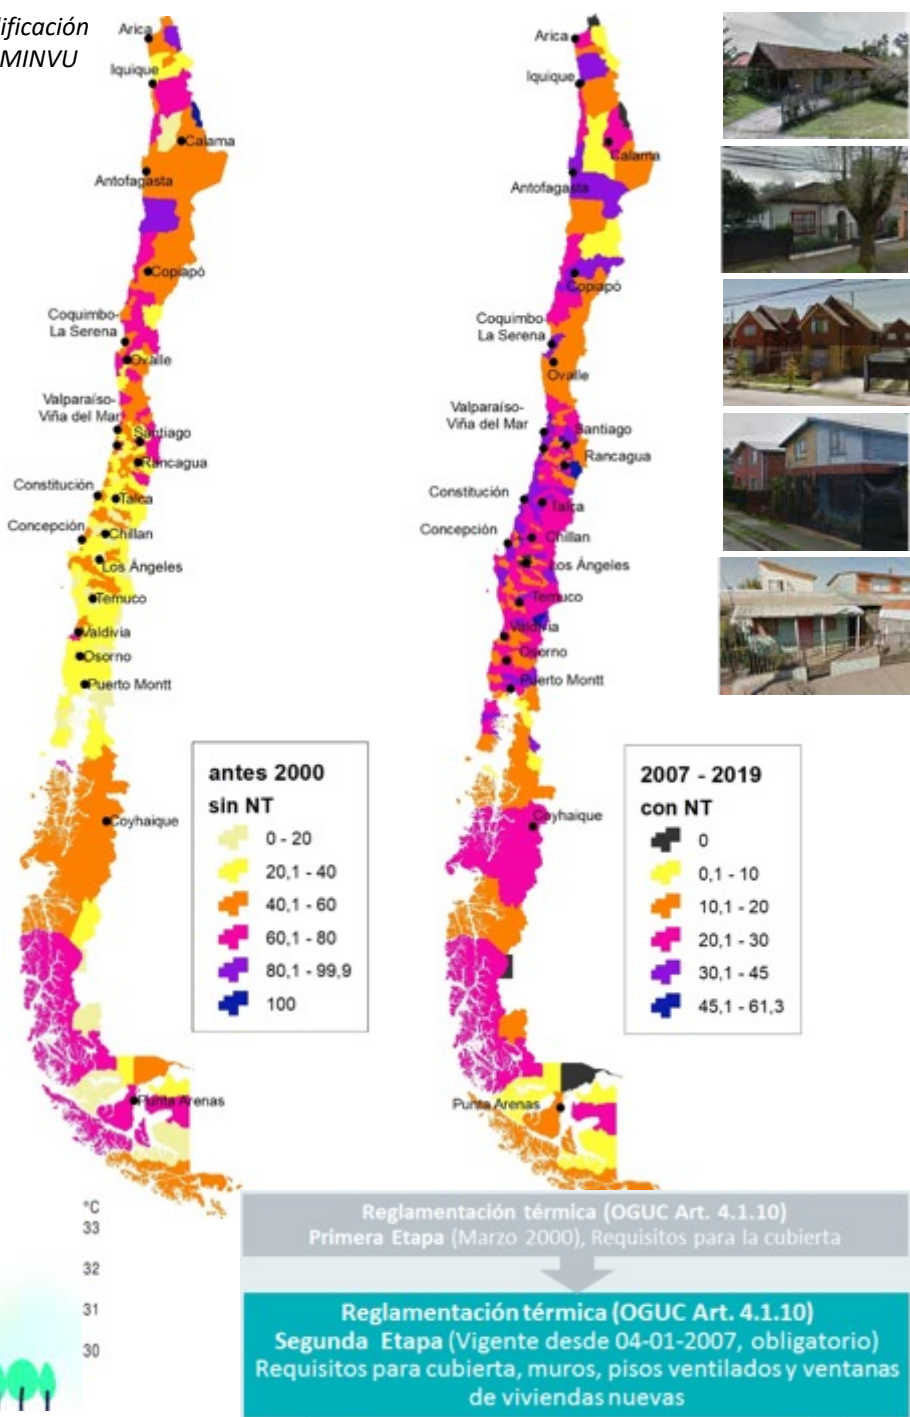 ificación
MINVU
Arica
Iquique
Calama
Antofagasta
Copiapó
Coquimbo-
La Serena
Ovalle
Valparaíso-
Viña del Mar
Santiago
Rancagua
Constitución
Talca
Concepción
Chillan
Los Ángeles
Temuco
Valdivia
Osorno
Puerto Montt
Coyhaique
Punta Arenas
antes 2000
sin NT
0 - 20
20,1 - 40
40,1 - 60
60,1 - 80
80,1 - 99,9
100
Arica
Iquique
Calama
Antofagasta
Copiapó
Coquimbo-
La Serena
Ovalle
Valparaíso-
Viña del Mar
Santiago
Rancagua
Constitución
Talca
Concepción
Chillan
Los Ángeles
Temuco
Valdivia
Osorno
Puerto Montt
Coyhaique
Punta Arenas
2007 - 2019
con NT
0
0,1 - 10
10,1 - 20
20,1 - 30
30,1 - 45
45,1 - 61,3
°C
33
32
31
30
Reglamentación térmica (OGUC Art. 4.1.10)
Primera Etapa (Marzo 2000), Requisitos para la cubierta
Reglamentación térmica (OGUC Art. 4.1.10)
Segunda Etapa (Vigente desde 04-01-2007, obligatorio)
Requisitos para cubierta, muros, pisos ventilados y ventanas
de viviendas nuevas